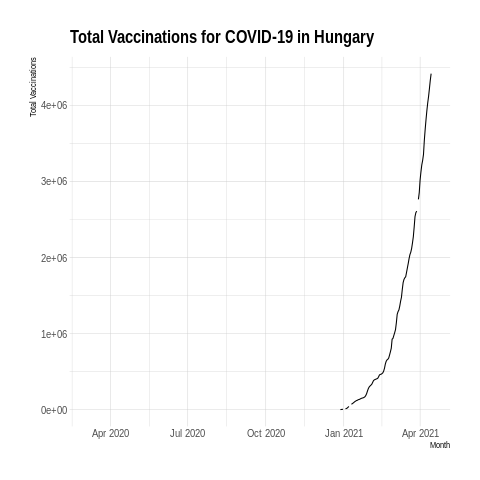 Total Vaccinations for COVID-19 in Hungary
Total Vaccinations
4e+06
3e+06
2e+06
1e+06
0e+00
Apr 2020 Jul 2020 Oct 2020 Jan 2021 Apr 2021
Month